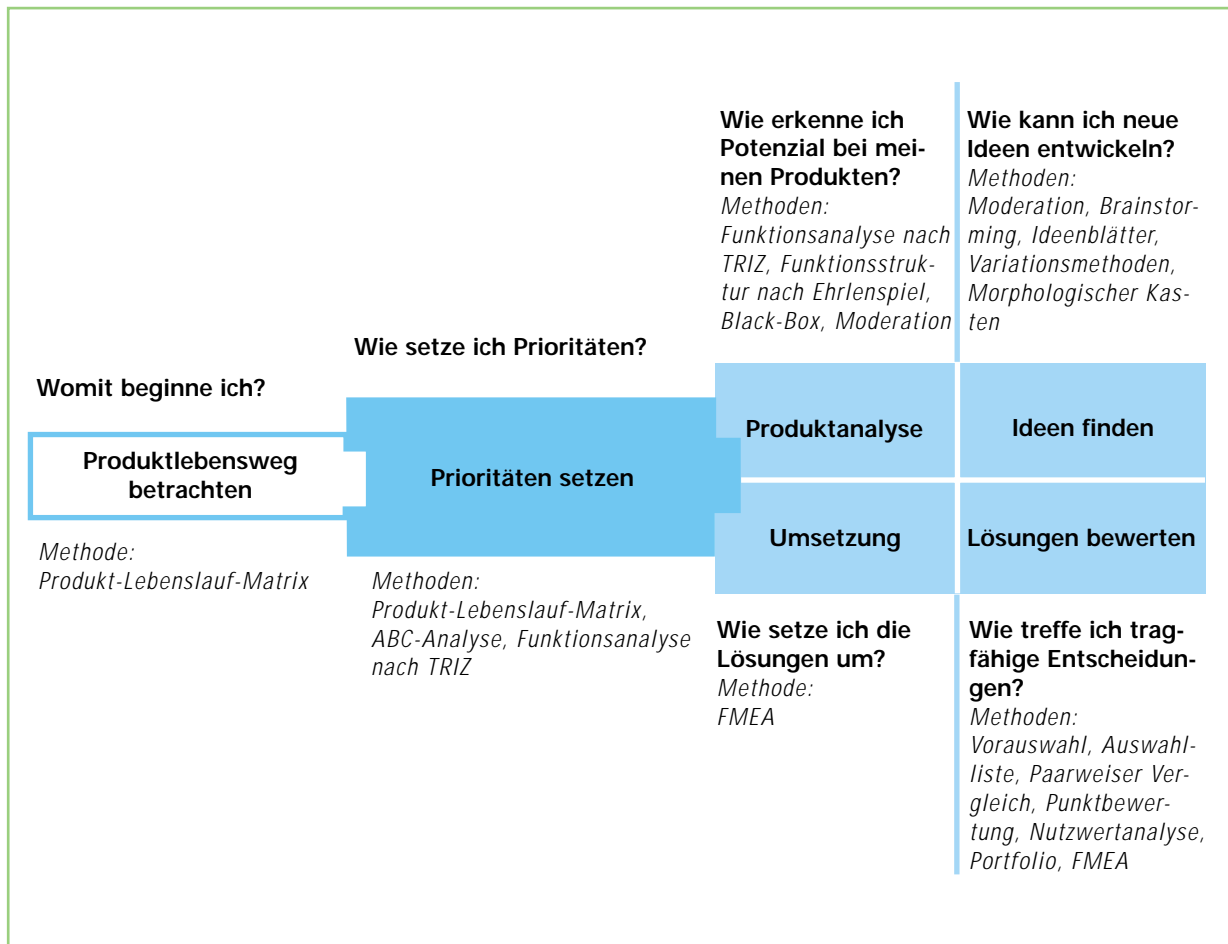 Womit beginne ich?
Produktlebensweg
betrachten
Methode:
Produkt-Lebenslauf-Matrix
Wie setze ich Prioritäten?
Prioritäten setzen
Methoden:
Produkt-Lebenslauf-Matrix,
ABC-Analyse, Funktionsanalyse
nach TRIZ
Wie erkenne ich
Potenzial bei mei-
nen Produkten?
Methoden:
Funktionsanalyse nach
TRIZ, Funktionsstruk-
tur nach Ehrlenspiel,
Black-Box, Moderation
Produktanalyse
Wie kann ich neue
Ideen entwickeln?
Methoden:
Moderation, Brainstor-
ming, Ideenblätter,
Variationsmethoden,
Morphologischer Kas-
ten
Ideen finden
Umsetzung
Wie setze ich die
Lösungen um?
Methode:
FMEA
Lösungen bewerten
Wie treffe ich trag-
fähige Entscheidun-
gen?
Methoden:
Vorauswahl, Auswahl-
liste, Paarweiser Ver-
gleich, Punktbewer-
tung, Nutzwertanalyse,
Portfolio, FMEA